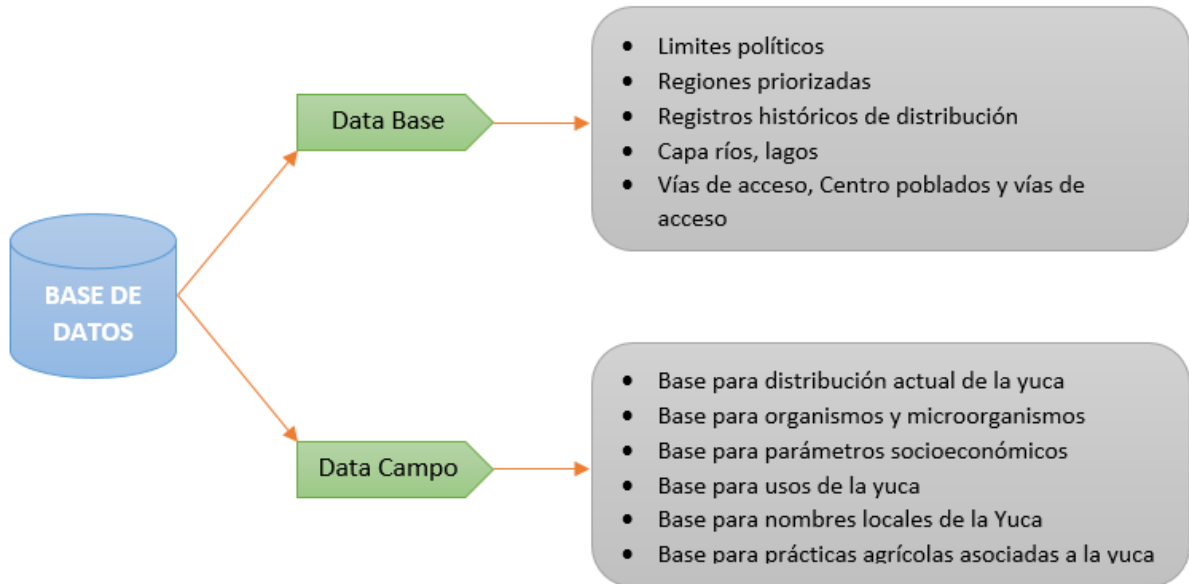 Data Base
• Limites políticos
• Regiones priorizadas
• Registros históricos de distribución
• Capa ríos, lagos
• Vías de acceso, Centro poblados y vías de
acceso
BASE DE
DATOS
Data Campo
• Base para distribución actual de la yuca
• Base para organismos y microorganismos
• Base para parámetros socioeconómicos
• Base para usos de la yuca
• Base para nombres locales de la Yuca
• Base para prácticas agrícolas asociadas a la yuca